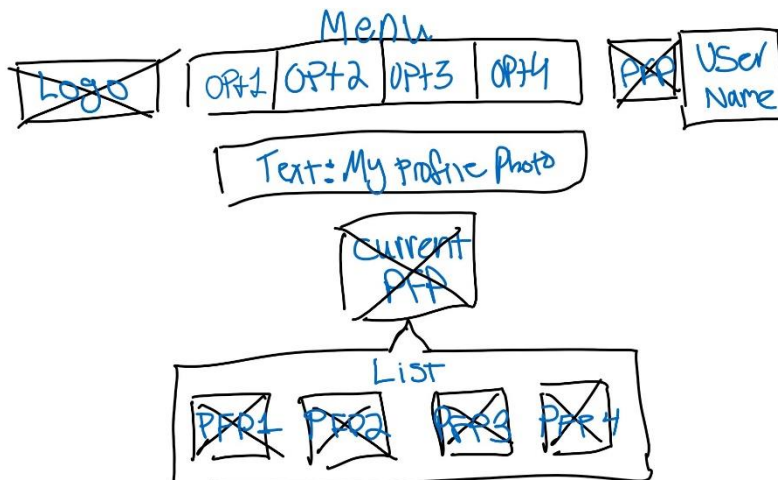 Menu
Logo
OPt1 OPt2 OPt3 OPt4
PFP
User
Name
Text: My profile Photo
Current
PFP
List
PFP1 PFP2 PFP3 PFP4